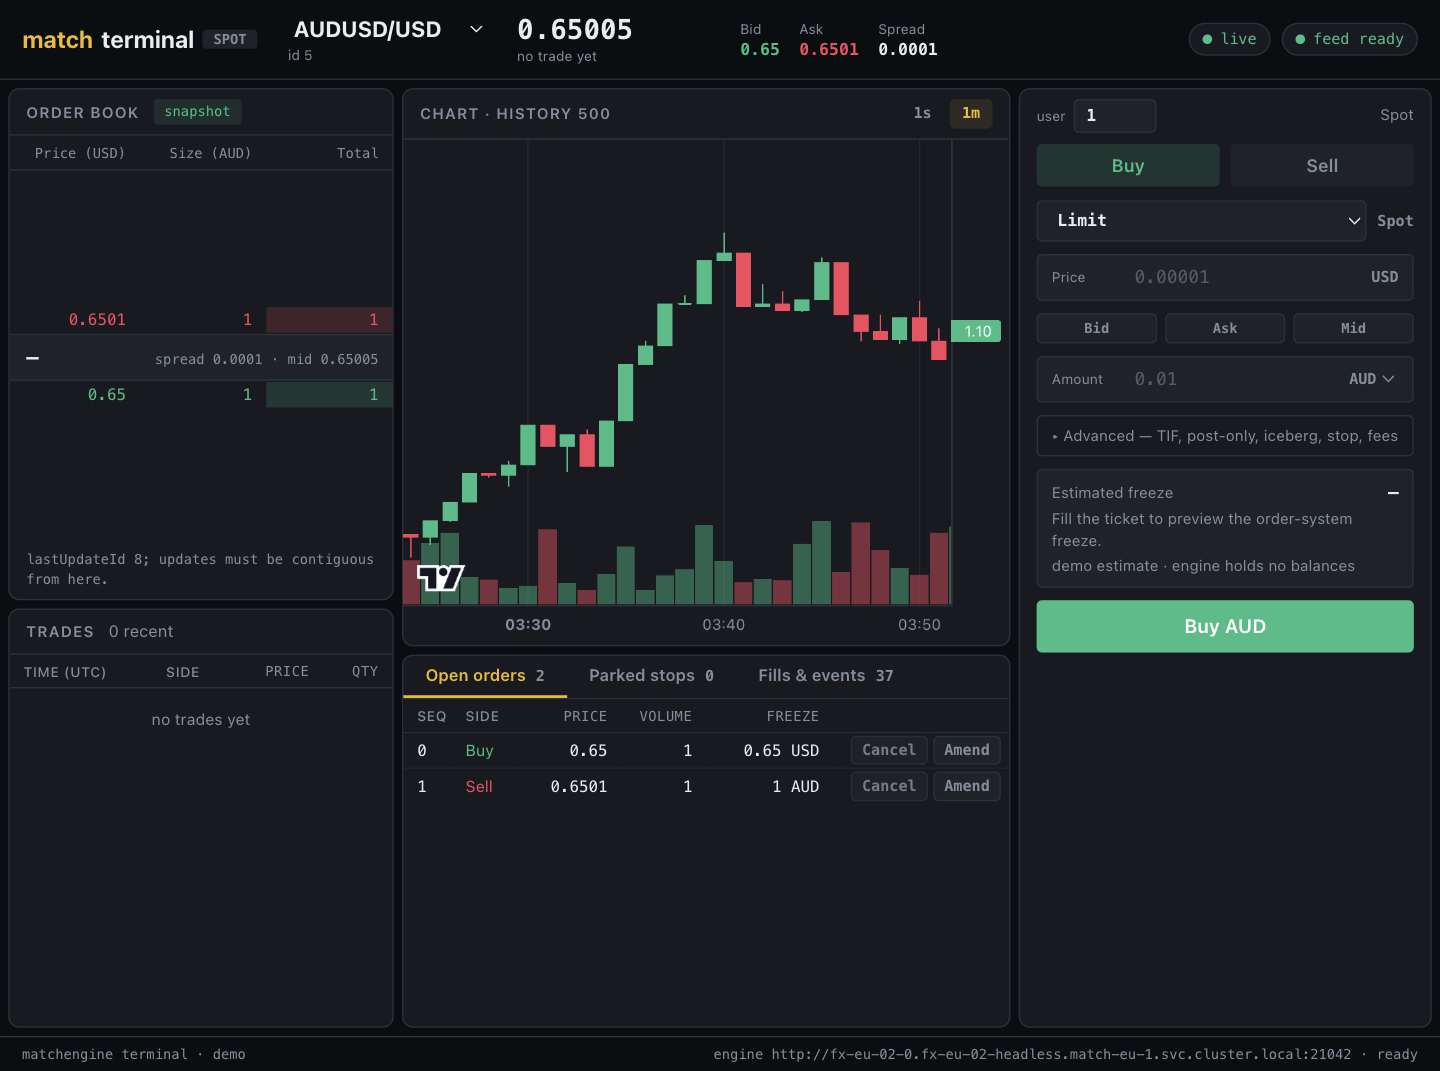 match terminal SPOT
AUDUSD/USD
id 5
0.65005
no trade yet
Bid Ask Spread
0.65 0.6501 0.0001
live
feed ready
ORDER BOOK snapshot
Price (USD) Size (AUD) Total
0.6501 1 1
— spread 0.0001 · mid 0.65005
0.65 1 1
lastUpdateId 8; updates must be contiguous
from here.
TRADES 0 recent
TIME (UTC) SIDE PRICE QTY
no trades yet
CHART · HISTORY 500 1s 1m
1.10
03:30 03:40 03:50
Open orders 2 Parked stops 0 Fills & events 37
SEQ SIDE PRICE VOLUME FREEZE
0 Buy 0.65 1 0.65 USD Cancel Amend
1 Sell 0.6501 1 1 AUD Cancel Amend
user 1 Spot
Buy Sell
Limit Spot
Price 0.00001 USD
Bid Ask Mid
Amount 0.01 AUD
▸ Advanced — TIF, post-only, iceberg, stop, fees
Estimated freeze —
Fill the ticket to preview the order-system
freeze.
demo estimate · engine holds no balances
Buy AUD
matchengine terminal · demo
engine http://fx-eu-02-0.fx-eu-02-headless.match-eu-1.svc.cluster.local:21042 · ready